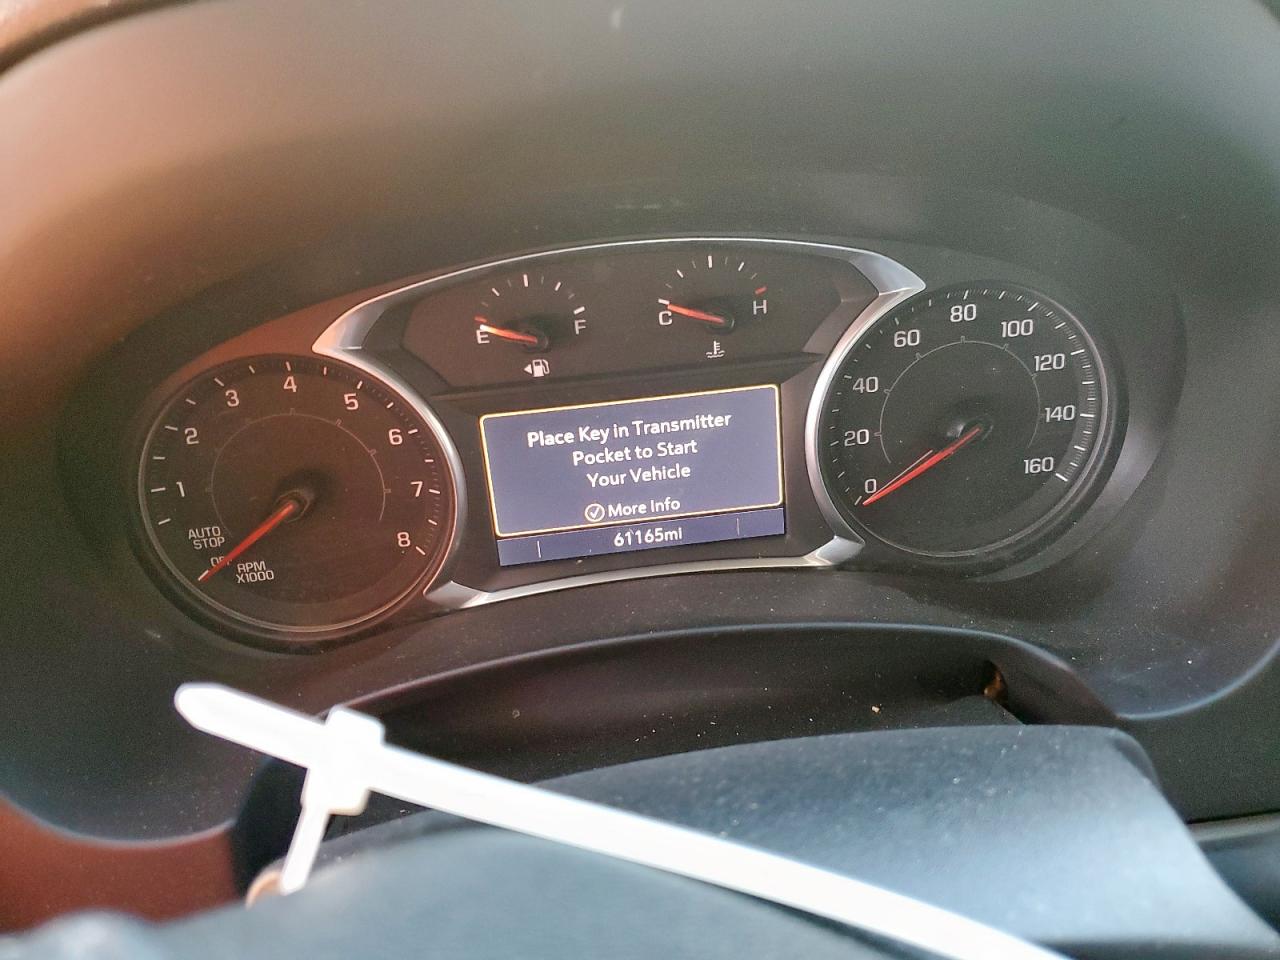 E
F
C
H
Place Key in Transmitter
Pocket to Start
Your Vehicle
More Info
61165mi
1
2
3
4
5
6
7
8
AUTO
STOP
RPM
X1000
0
20
40
60
80
100
120
140
160